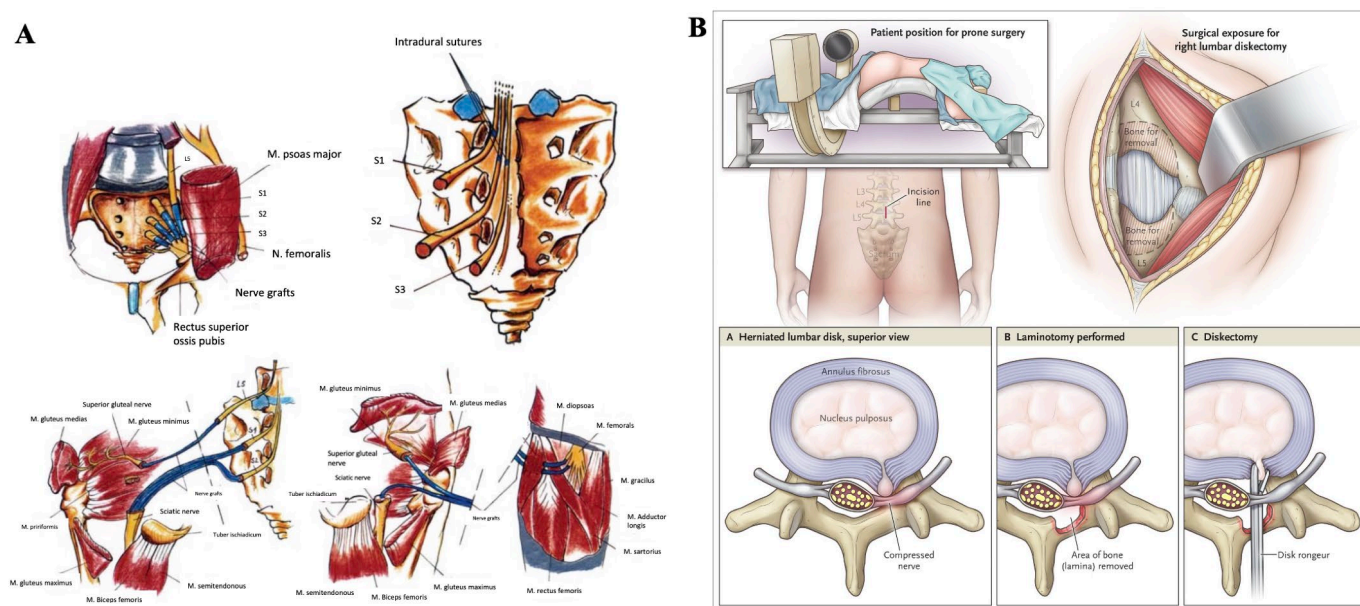 A
Intradural sutures
L5
M. psoas major
S1
S2
S3
N. femoralis
Nerve grafts
Rectus superior
ossis pubis
S1
S2
S3
M. gluteus medias
Superior gluteal nerve
M. gluteus minimus
L5
S1
Nerve grafts
Sciatic nerve
Tuber ischiadicum
M. piriformis
M. gluteus maximus
M. Biceps femoris
M. semitendonous
M. gluteus minimus
M. gluteus medias
Superior gluteal
nerve
Sciatic nerve
Tuber ischiadicum
Nerve grafts
M. semitendonous
M. Biceps femoris
M. gluteus maximus
M. diopsoas
M. femorals
M. gracilus
M. Adductor
longis
M. sartorius
M. rectus femoris
B
Patient position for prone surgery
Surgical exposure for
right lumbar diskectomy
L3
L4
L5
Incision
line
L4
Bone for
removal
Bone for
removal
L5
A Herniated lumbar disk, superior view
Annulus fibrosus
Nucleus pulposus
Compressed
nerve
B Laminotomy performed
Area of bone
(lamina) removed
C Diskectomy
Disk rongeur